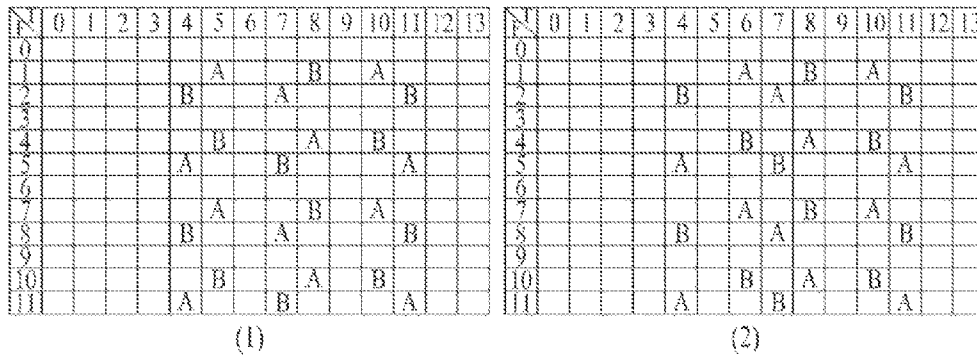 0 1 2 3 4 5 6 7 8 9 10 11 12 13 0 1 2 3 4 5 6 7 8 9 10 11 12 13
0 0
1 A B A 1 A B A
2 B A B 2 B A B
3 3
4 B A B 4 B A B
5 A B A 5 A B A
6 6
7 A B A 7 A B A
8 B A B 8 B A B
9 9
10 B A B 10 B A B
11 A B A 11 A B A
(1) (2)